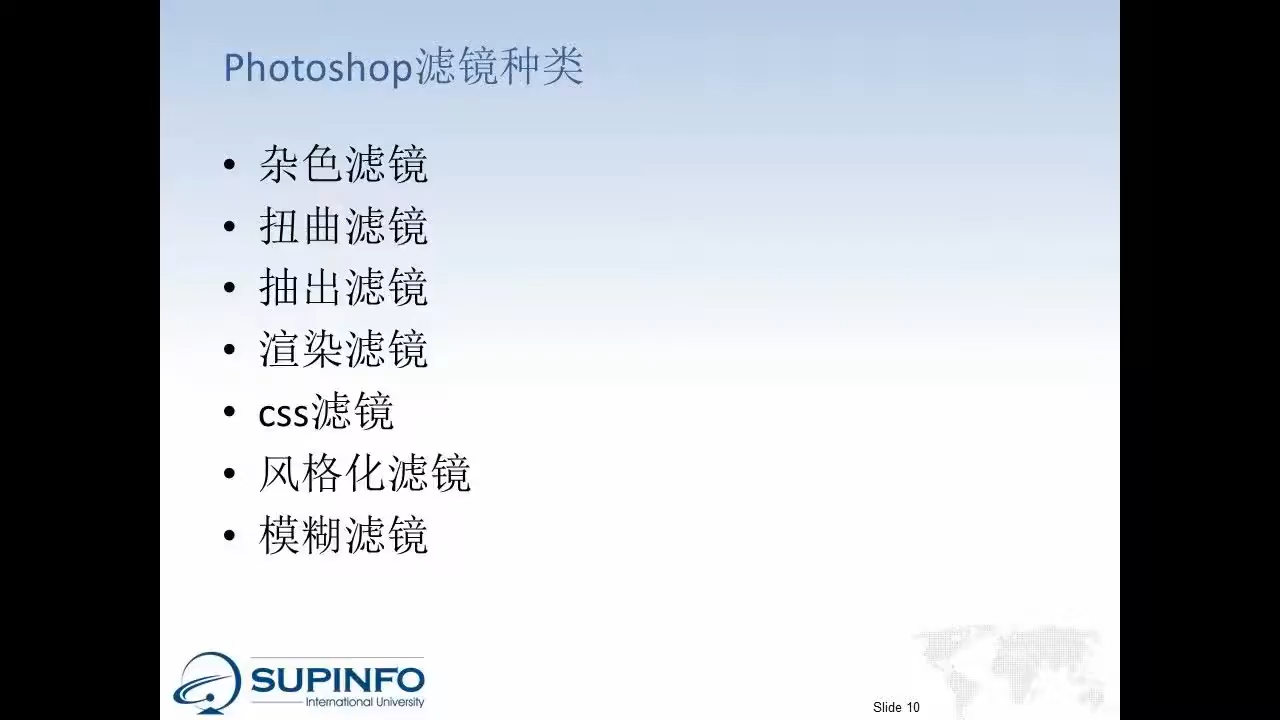 Photoshop滤镜种类
• 杂色滤镜
• 扭曲滤镜
• 抽出滤镜
• 渲染滤镜
• css滤镜
• 风格化滤镜
• 模糊滤镜
SUPINFO
International University
Slide 10